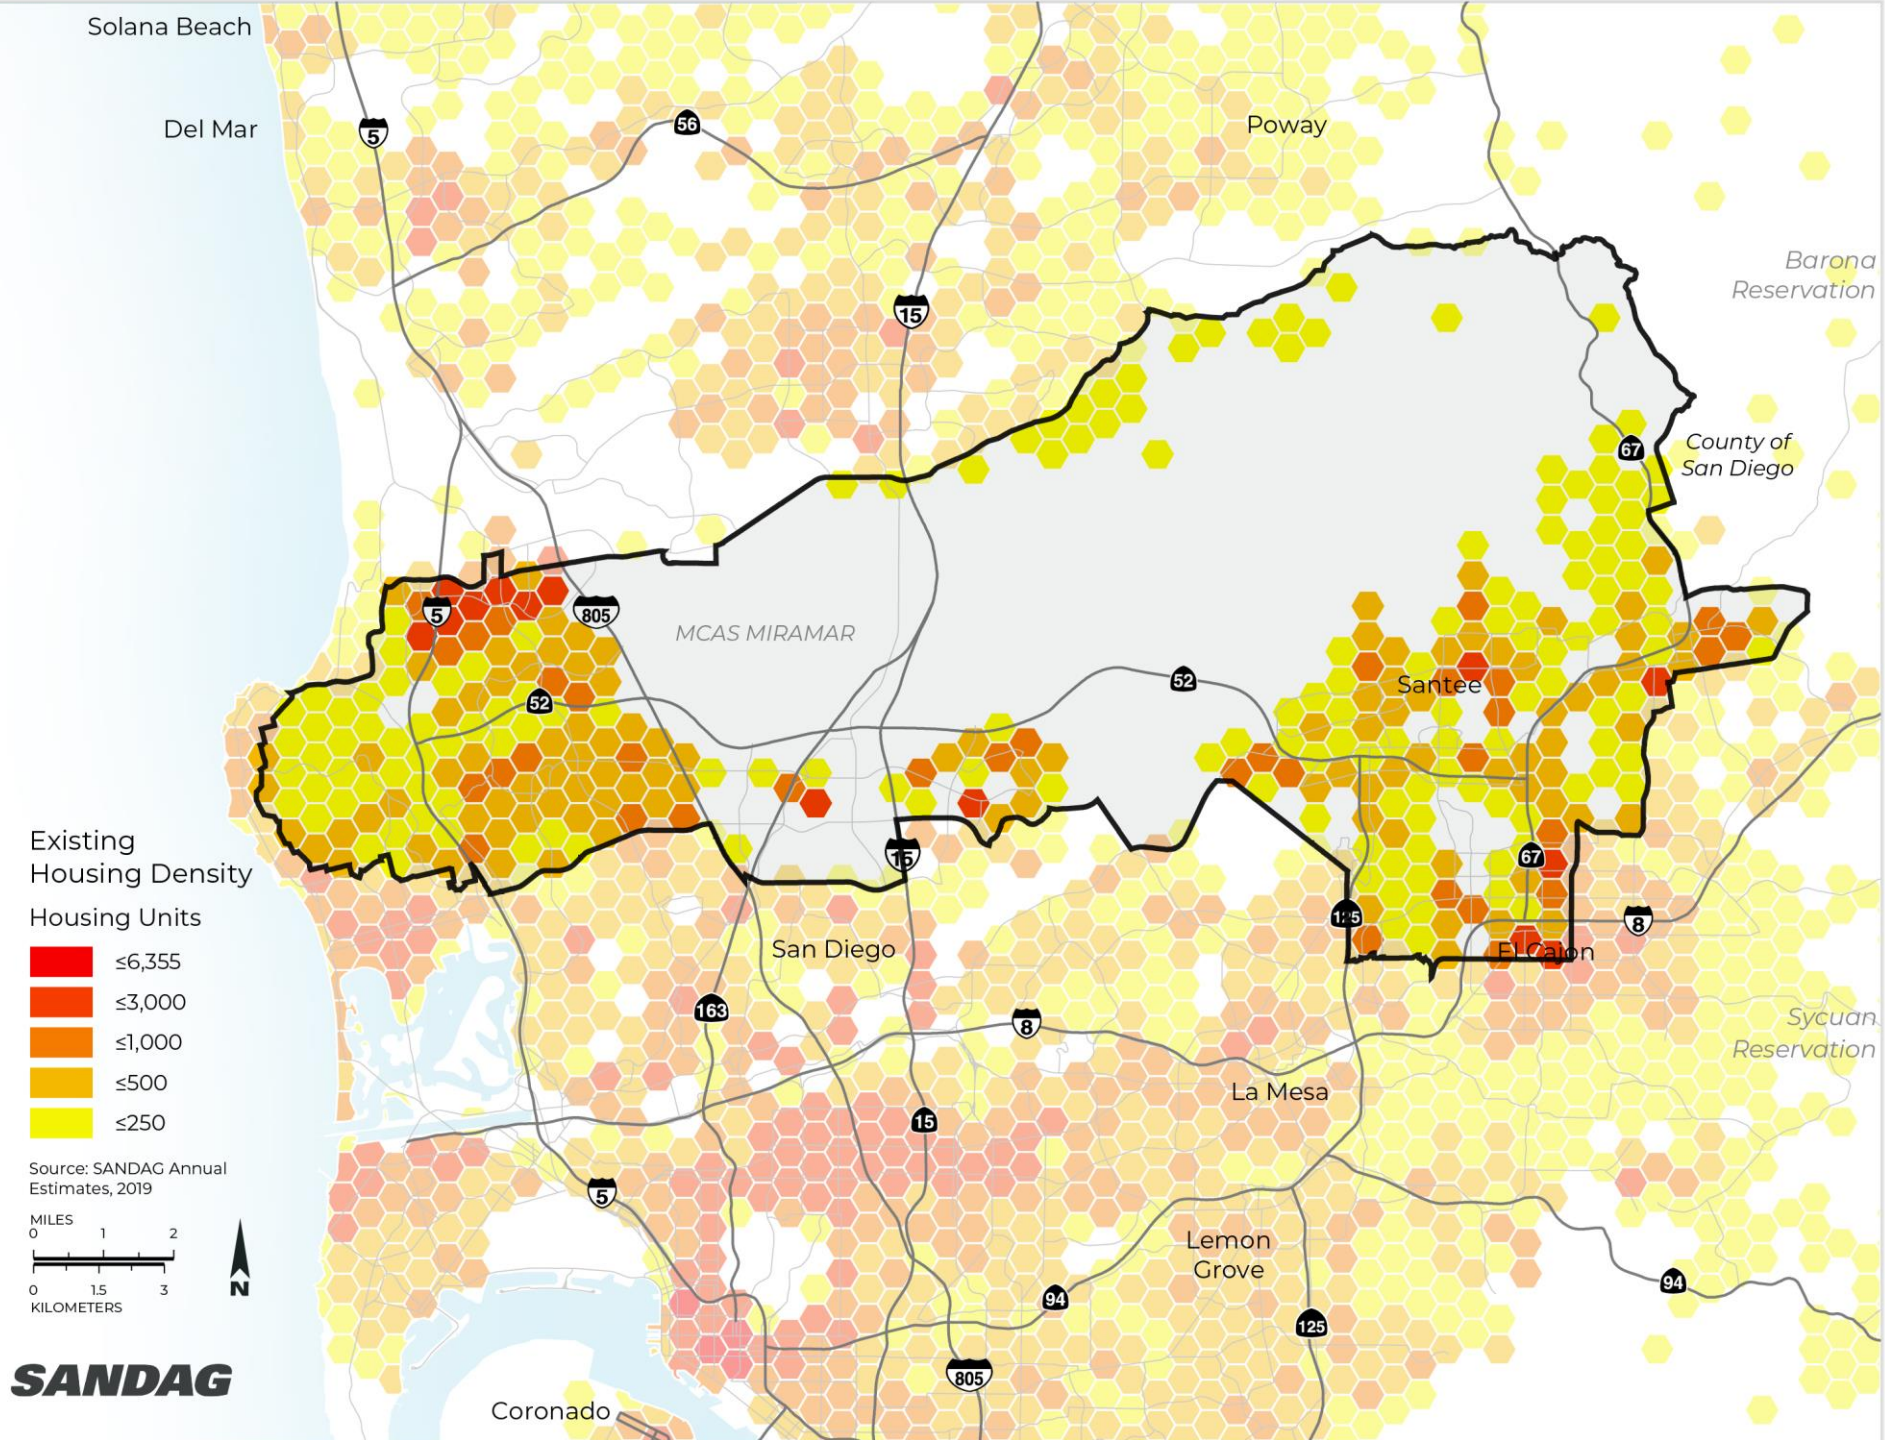 Solana Beach
Del Mar
5
56
Poway
15
Barona
Reservation
67
County of
San Diego
5
805
MCAS MIRAMAR
52
52
Santee
15
67
125
8
San Diego
El Cajon
163
8
Sycuan
Reservation
La Mesa
15
5
Lemon
Grove
94
94
125
805
Coronado
Existing
Housing Density
Housing Units
≤6,355
≤3,000
≤1,000
≤500
≤250
Source: SANDAG Annual
Estimates, 2019
MILES
0 1 2
0 1.5 3
KILOMETERS
N
SANDAG